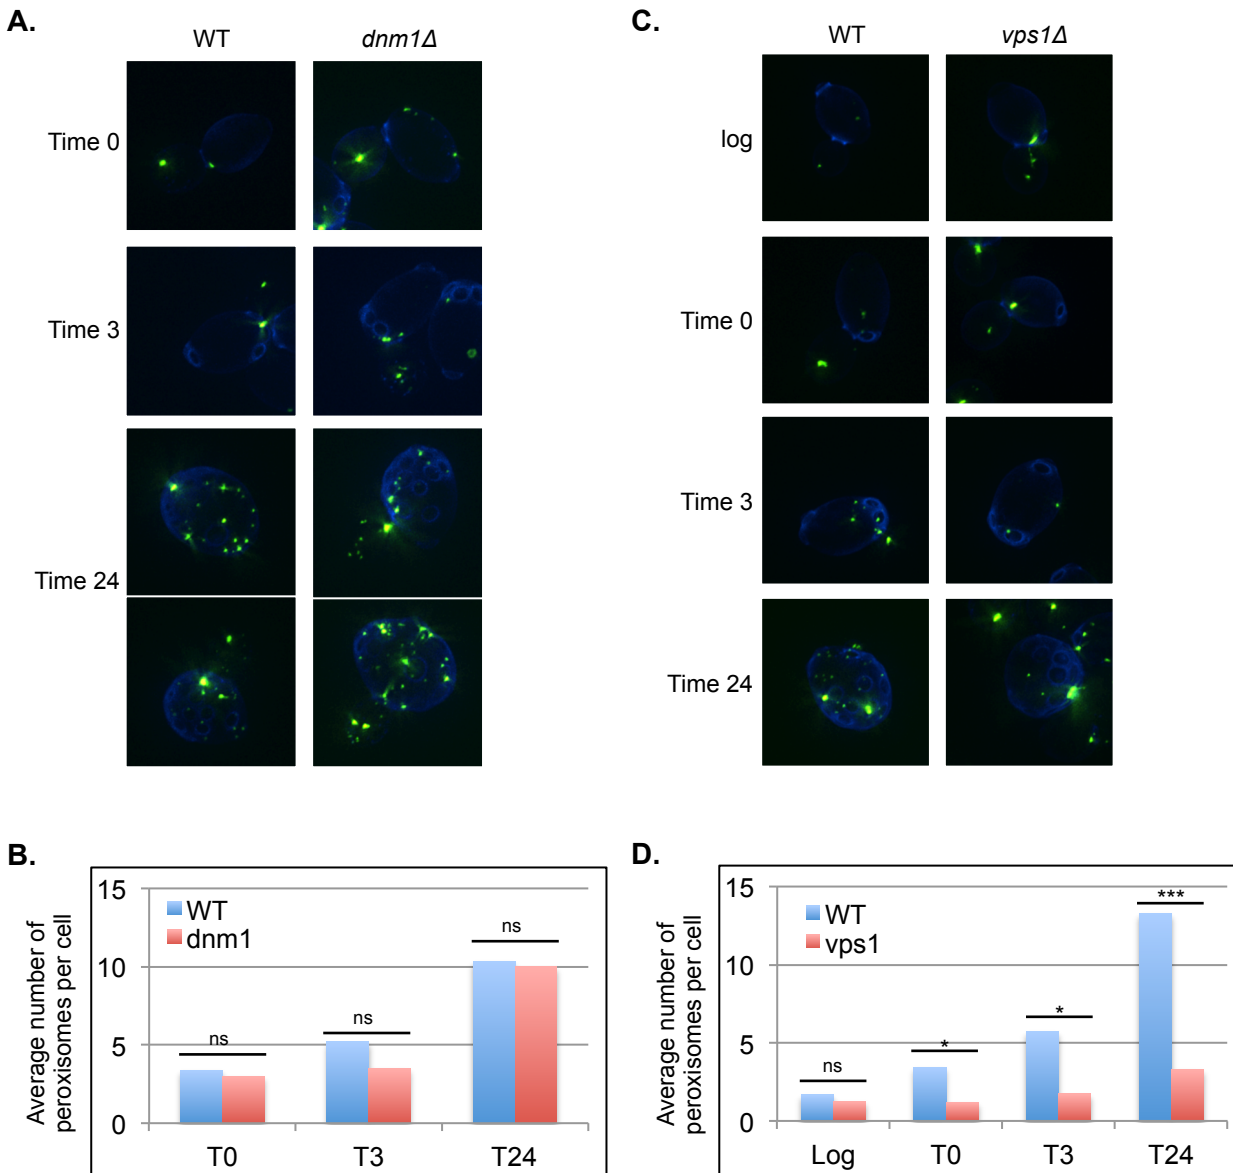 A.
WT dnm1Δ
Time 0
Time 3
Time 24
C.
WT vps1Δ
log
Time 0
Time 3
Time 24
B.
Average number of
peroxisomes per cell
15
10
5
0
WT
dnm1
ns
ns
ns
T0 T3 T24
D.
Average number of
peroxisomes per cell
15
10
5
0
WT
vps1
ns
*
*
***
Log T0 T3 T24